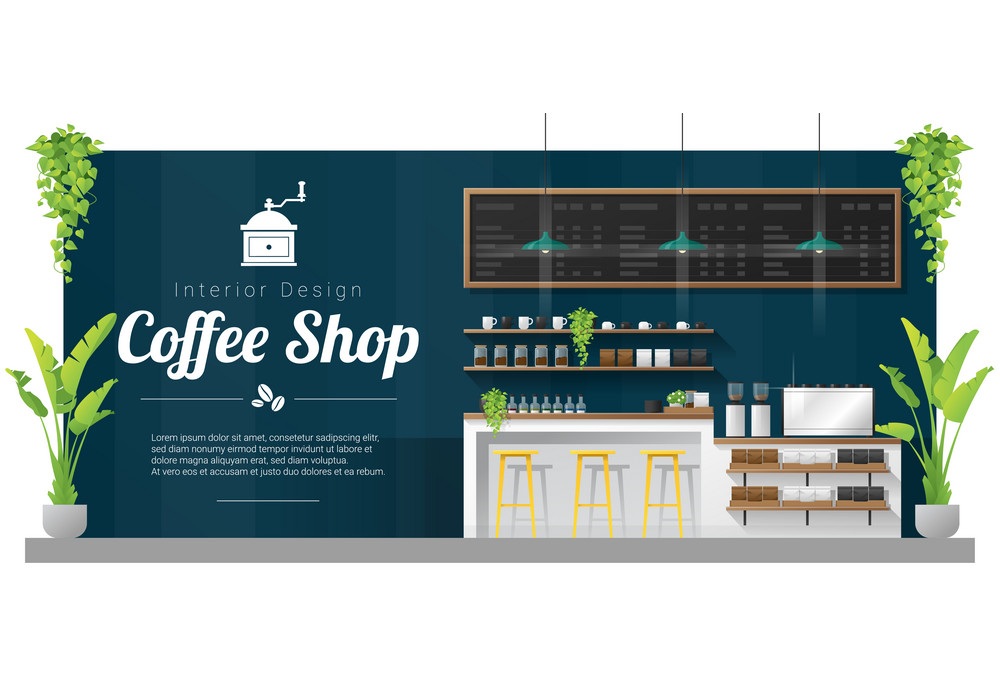 Interior Design
Coffee Shop
Lorem ipsum dolor sit amet, consetetur sadipscing elitr,
sed diam nonumy eirmod tempor invidunt ut labore et
dolore magna aliquyam erat, sed diam voluptua.
At vero eos et accusam et justo duo dolores et ea rebum.